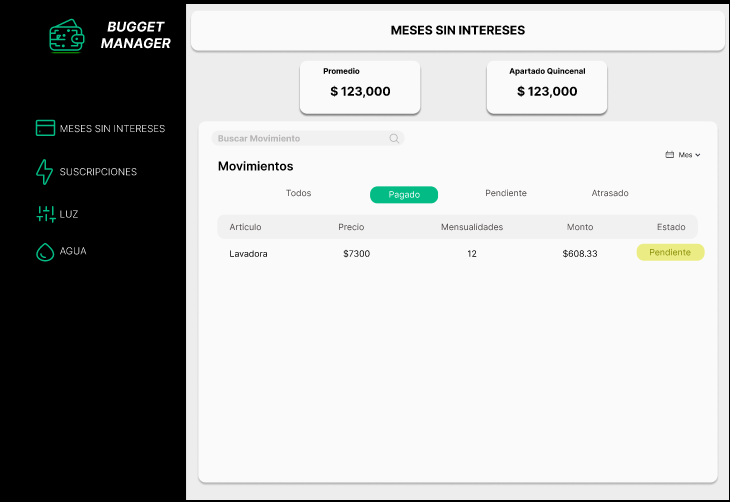 BUGGET
MANAGER
MESES SIN INTERESES
SUSCRIPCIONES
LUZ
AGUA
MESES SIN INTERESES
Promedio
$ 123,000
Apartado Quincenal
$ 123,000
Buscar Movimiento
Mes
Movimientos
Todos Pagado Pendiente Atrasado
Articulo Precio Mensualidades Monto Estado
Lavadora $7300 12 $608.33 Pendiente